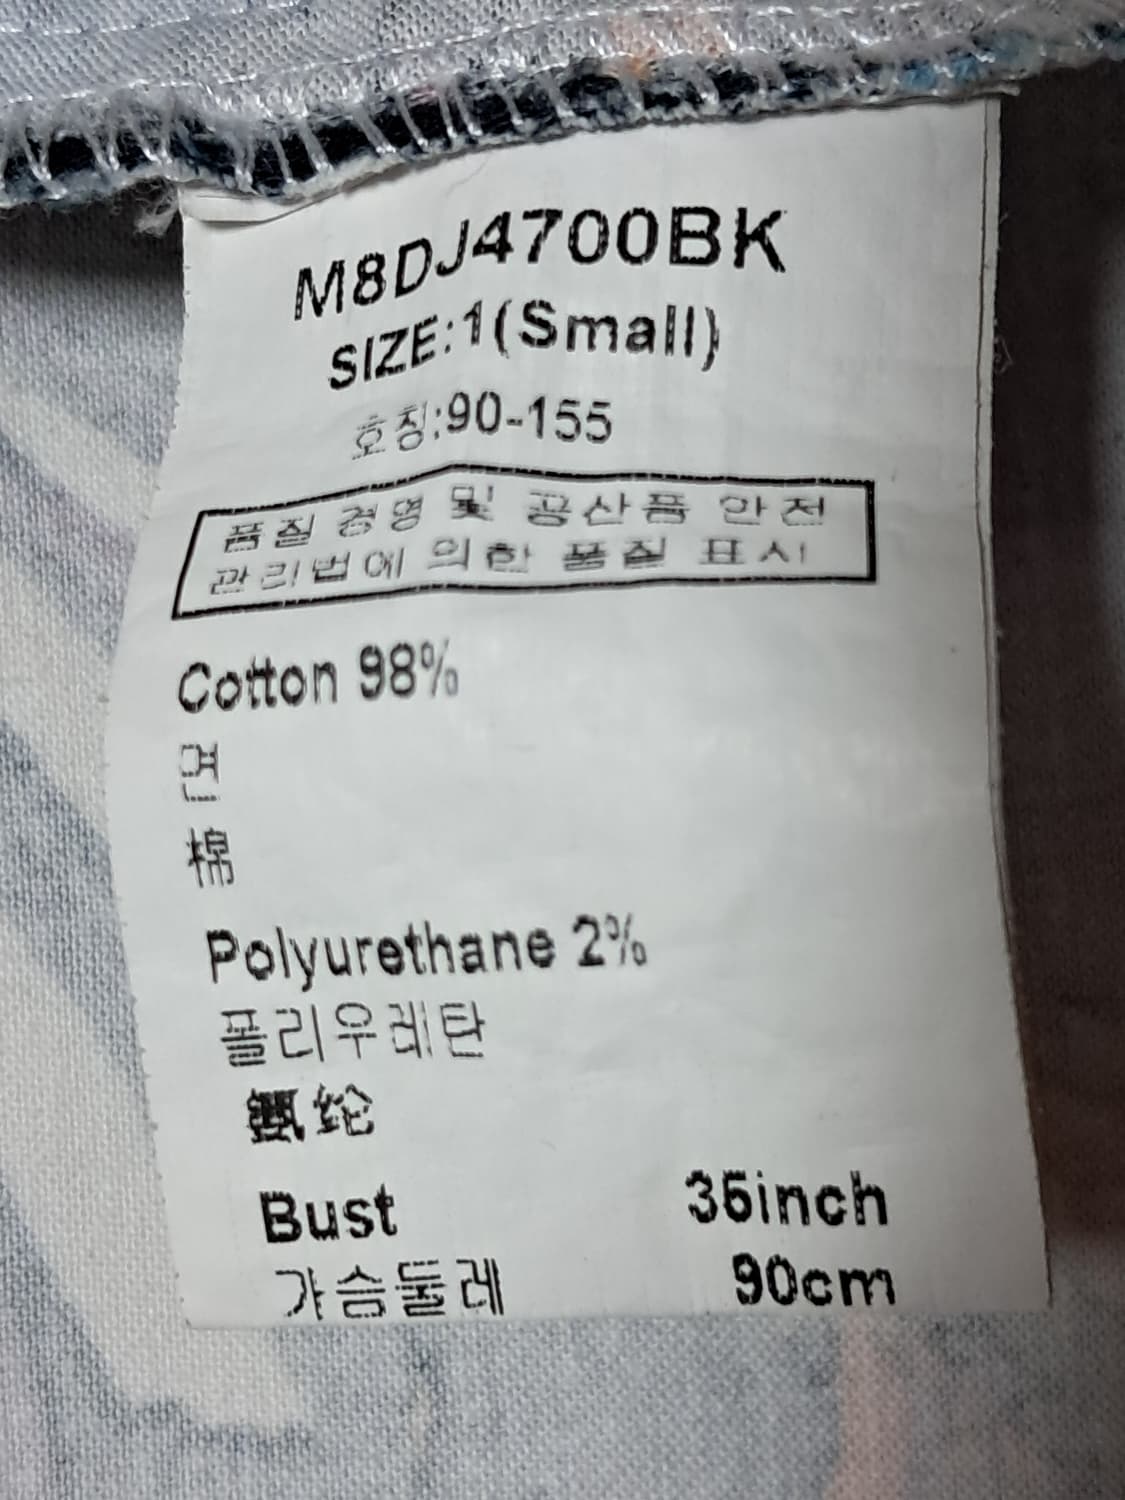 M8DJ4700BK
SIZE:1(Small)
호칭:90-155
품질 경영 및 공산품 안전
관리법에 의한 품질 표시
Cotton 98%
면
棉
Polyurethane 2%
폴리우레탄
氨纶
Bust 36inch
가슴둘레 90cm